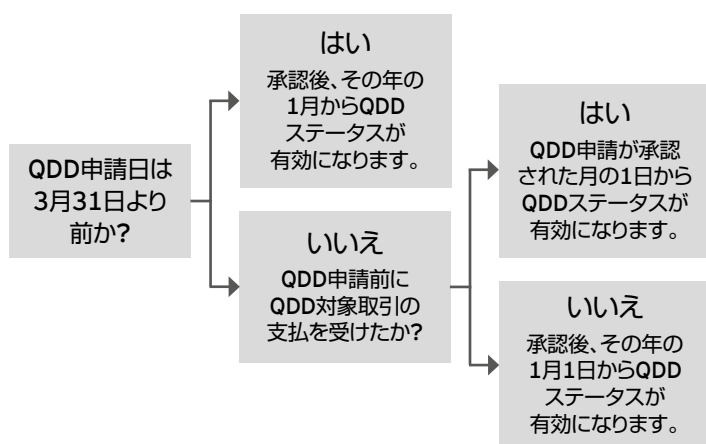 QDD申請日は
3月31日より
前か?
はい
承認後、その年の
1月からQDD
ステータスが
有効になります。
いいえ
QDD申請前に
QDD対象取引の
支払を受けたか?
はい
QDD申請が承認
された月の1日から
QDDステータスが
有効になります。
いいえ
承認後、その年の
1月1日からQDD
ステータスが
有効になります。